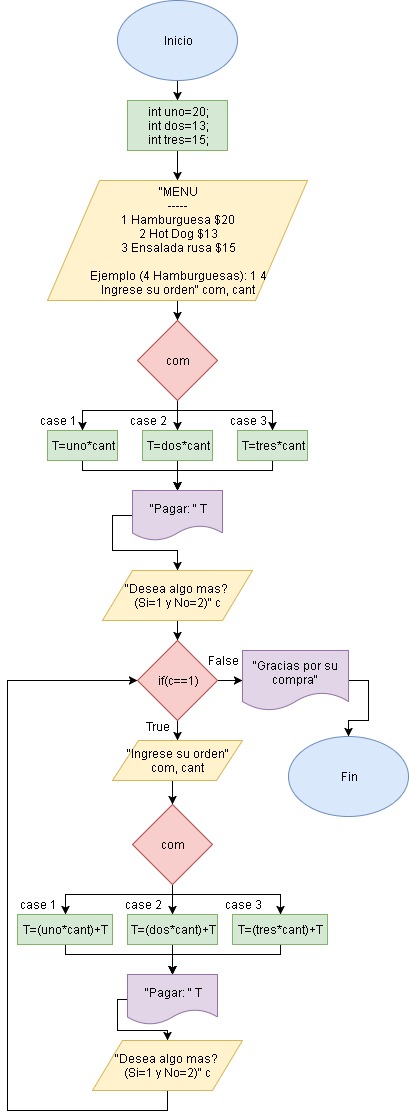 Inicio
int uno=20;
int dos=13;
int tres=15;
"MENU
-----
1 Hamburguesa $20
2 Hot Dog $13
3 Ensalada rusa $15
Ejemplo (4 Hamburguesas): 1 4
Ingrese su orden" com, cant
com
case 1
case 2
case 3
T=uno*cant
T=dos*cant
T=tres*cant
"Pagar: " T
"Desea algo mas?
(Si=1 y No=2)" c
if(c==1)
False
"Gracias por su
compra"
True
Fin
"Ingrese su orden"
com, cant
com
case 1
case 2
case 3
T=(uno*cant)+T
T=(dos*cant)+T
T=(tres*cant)+T
"Pagar: " T
"Desea algo mas?
(Si=1 y No=2)" c